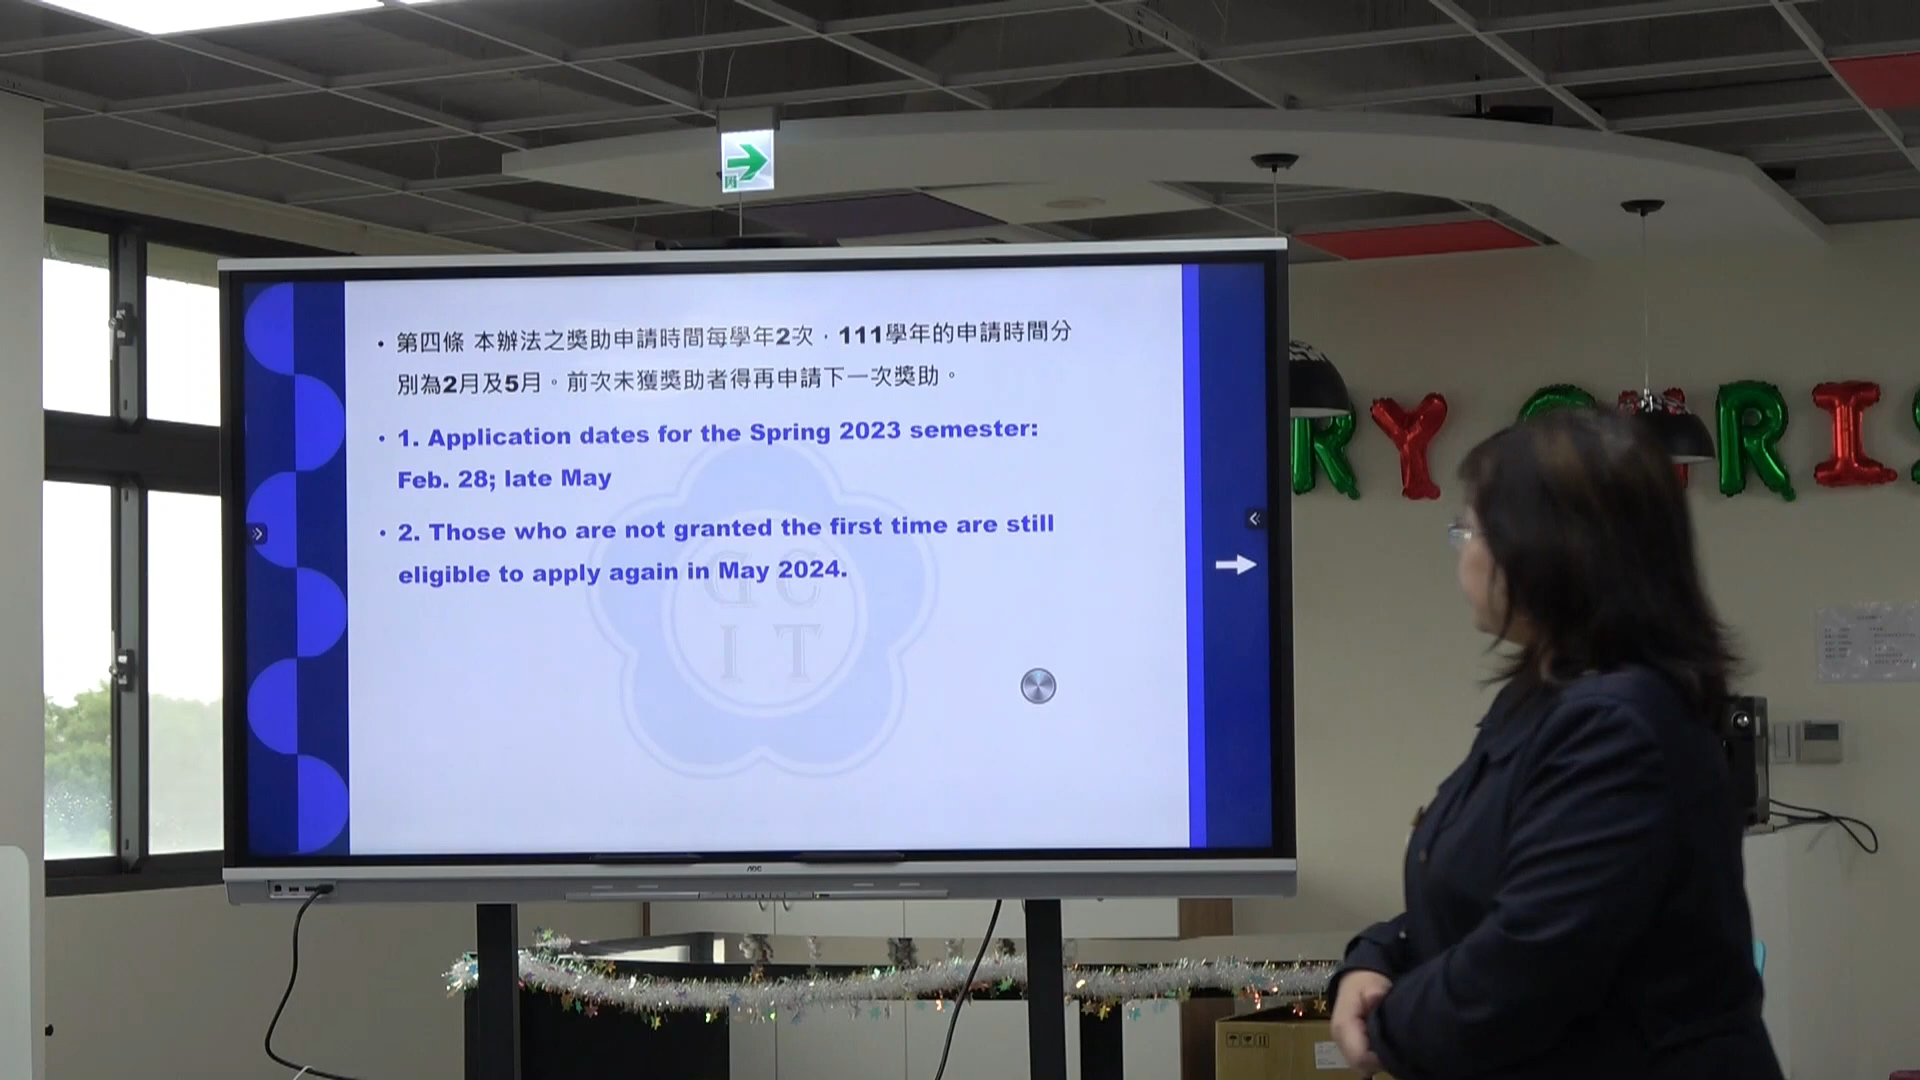 • 第四條 本辦法之獎助申請時間每學年2次，111學年的申請時間分
別為2月及5月。前次未獲獎助者得再申請下一次獎助。
• 1. Application dates for the Spring 2023 semester:
Feb. 28; late May
• 2. Those who are not granted the first time are still
eligible to apply again in May 2024.
IT
RY CHRIS
AOC